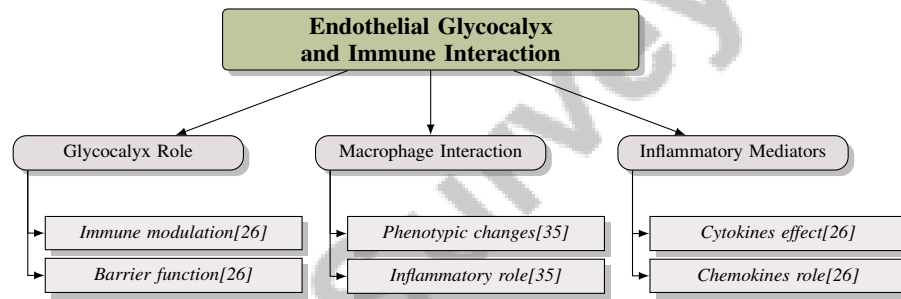 Endothelial Glycocalyx
and Immune Interaction
Glycocalyx Role
Macrophage Interaction
Inflammatory Mediators
Immune modulation[26]
Phenotypic changes[35]
Cytokines effect[26]
Barrier function[26]
Inflammatory role[35]
Chemokines role[26]
Survey